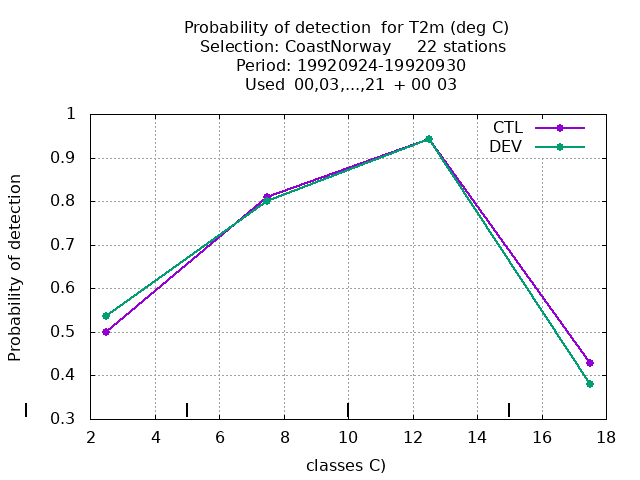 Probability of detection  for T2m (deg C)
Selection: CoastNorway     22 stations
Period: 19920924-19920930
Used  00,03,...,21  + 00 03
CTL
DEV
Probability of detection
1
0.9
0.8
0.7
0.6
0.5
0.4
0.3
2 4 6 8 10 12 14 16 18
classes C)